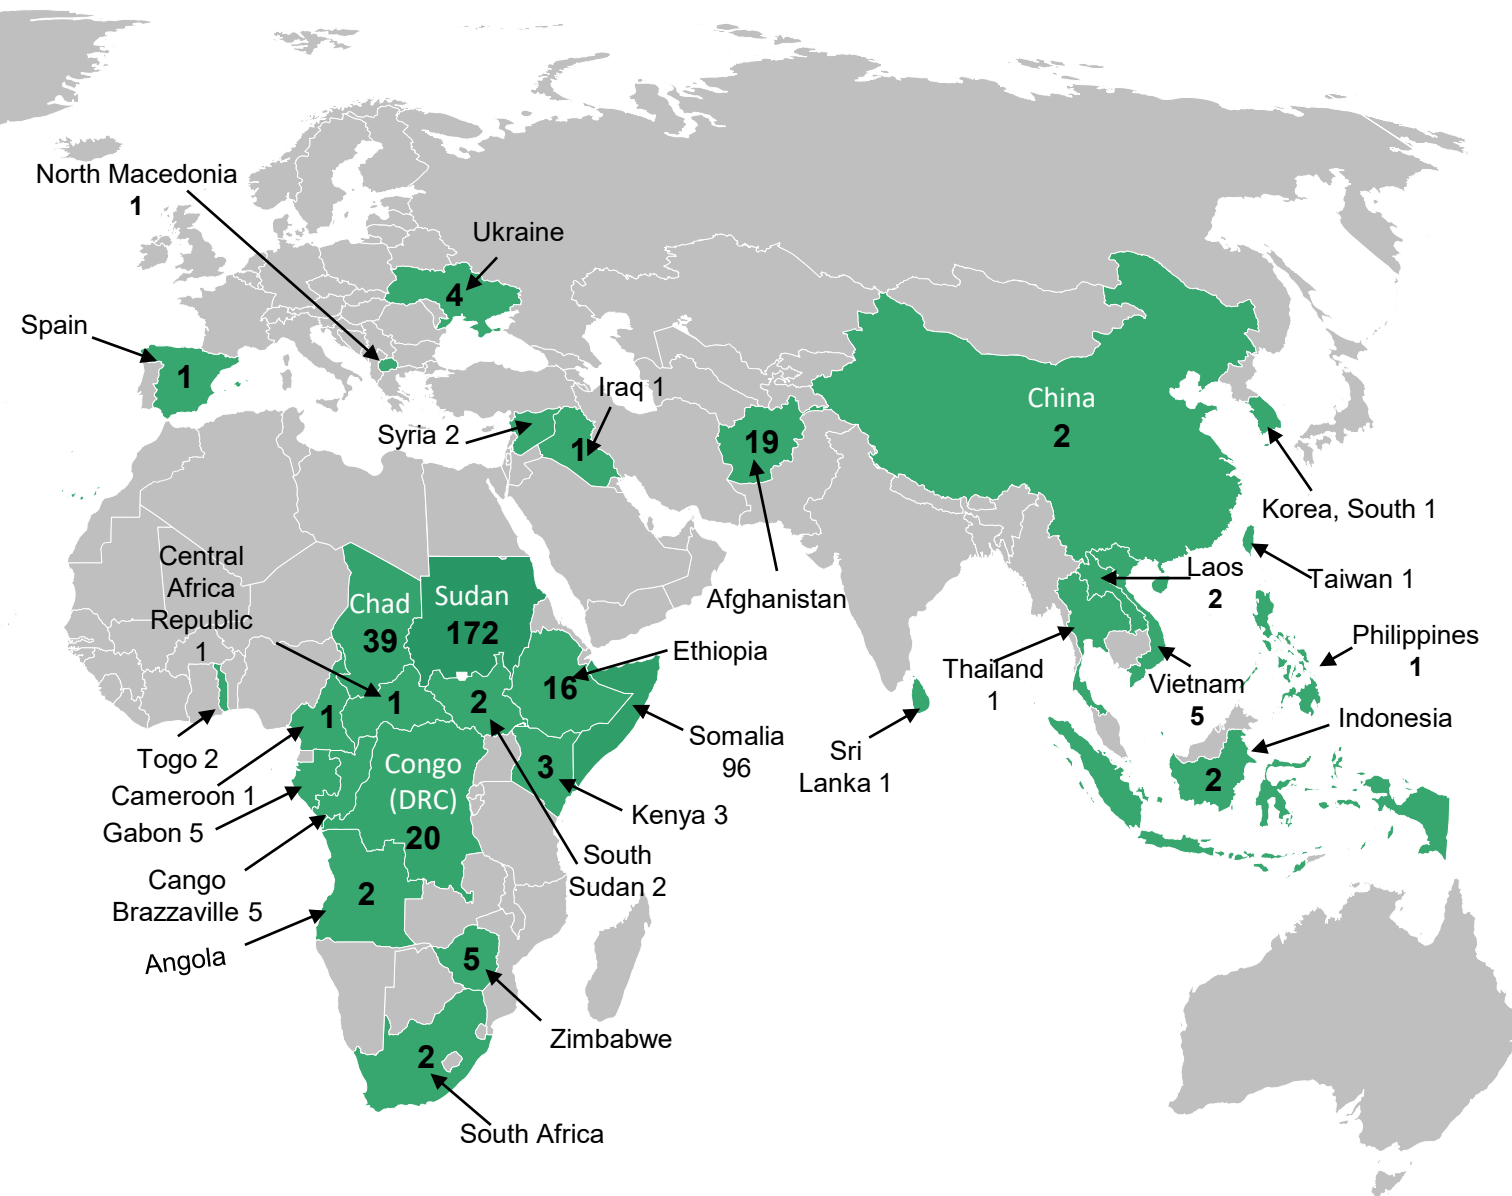 North Macedonia
1
Ukraine
4
Spain
1
Iraq 1
Syria 2
1
19
China
2
Korea, South 1
Central
Africa
Republic
1
Laos
2
Taiwan 1
Afghanistan
Chad
39
Sudan
172
Ethiopia
16
Philippines
1
Thailand
1
Vietnam
5
1
1
2
Somalia
96
Indonesia
2
Togo 2
Sri
Lanka 1
Cameroon 1
Congo
(DRC)
20
3
Kenya 3
Gabon 5
South
Sudan 2
Cango
Brazzaville 5
2
Angola
5
Zimbabwe
2
South Africa